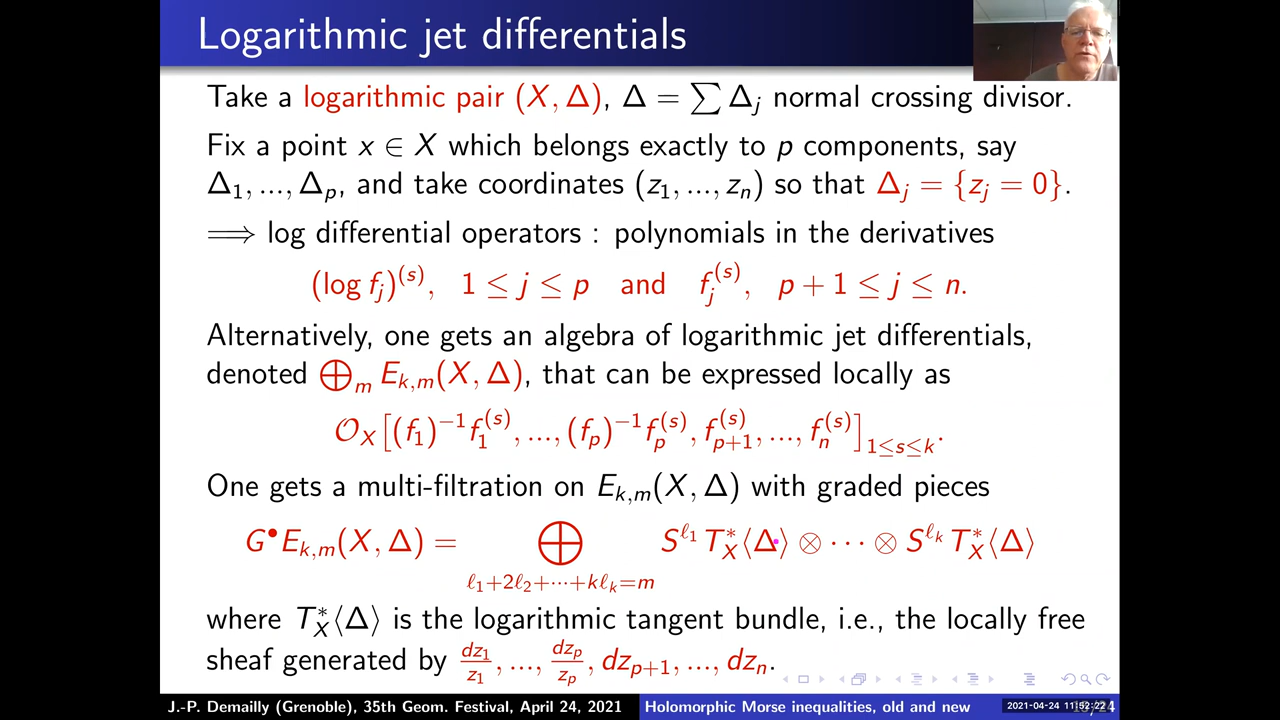 Logarithmic jet differentials
Take a logarithmic pair (X, Δ), Δ = ∑ Δ_j normal crossing divisor.
Fix a point x ∈ X which belongs exactly to p components, say
Δ_1, ..., Δ_p, and take coordinates (z_1, ..., z_n) so that Δ_j = {z_j = 0}.
⟹ log differential operators : polynomials in the derivatives
(log f_j)^{(s)}, 1 ≤ j ≤ p and f_j^{(s)}, p + 1 ≤ j ≤ n.
Alternatively, one gets an algebra of logarithmic jet differentials,
denoted ⊕_m E_{k,m}(X, Δ), that can be expressed locally as
O_X[(f_1)^{-1} f_1^{(s)}, ..., (f_p)^{-1} f_p^{(s)}, f_{p+1}^{(s)}, ..., f_n^{(s)}]_{1≤s≤k}.
One gets a multi-filtration on E_{k,m}(X, Δ) with graded pieces
G^• E_{k,m}(X, Δ) = ⊕_{ℓ_1+2ℓ_2+···+kℓ_k=m} S^{ℓ_1} T_X^*⟨Δ⟩ ⊗ ··· ⊗ S^{ℓ_k} T_X^*⟨Δ⟩
where T_X^*⟨Δ⟩ is the logarithmic tangent bundle, i.e., the locally free
sheaf generated by dz_1/z_1, ..., dz_p/z_p, dz_{p+1}, ..., dz_n.
J.-P. Demailly (Grenoble), 35th Geom. Festival, April 24, 2021 Holomorphic Morse inequalities, old and new 2021-04-24 11:52:22 /24